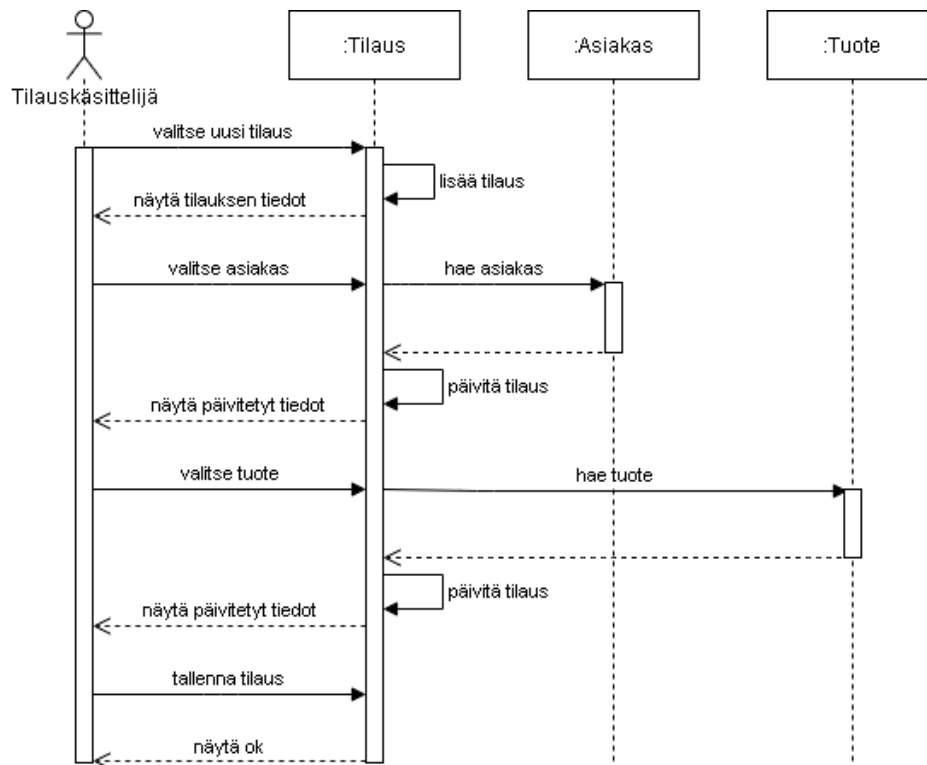 :Tilaus
:Asiakas
:Tuote
Tilauskäsittelijä
valitse uusi tilaus
lisää tilaus
näytä tilauksen tiedot
valitse asiakas
hae asiakas
päivitä tilaus
näytä päivitetyt tiedot
valitse tuote
hae tuote
päivitä tilaus
näytä päivitetyt tiedot
tallenna tilaus
näytä ok